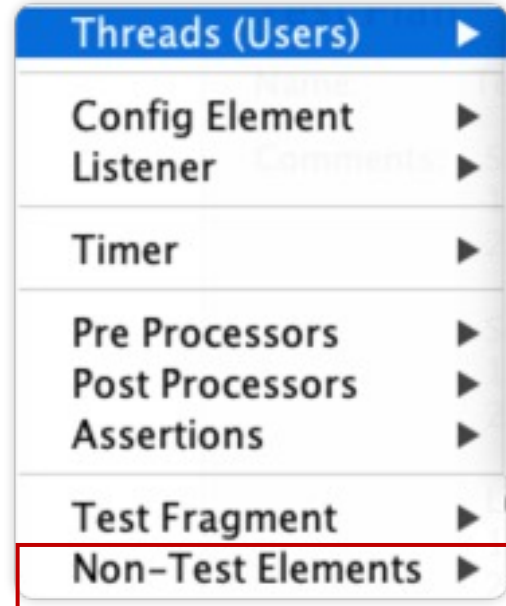 Threads (Users)
Config Element
Listener
Timer
Pre Processors
Post Processors
Assertions
Test Fragment
Non-Test Elements